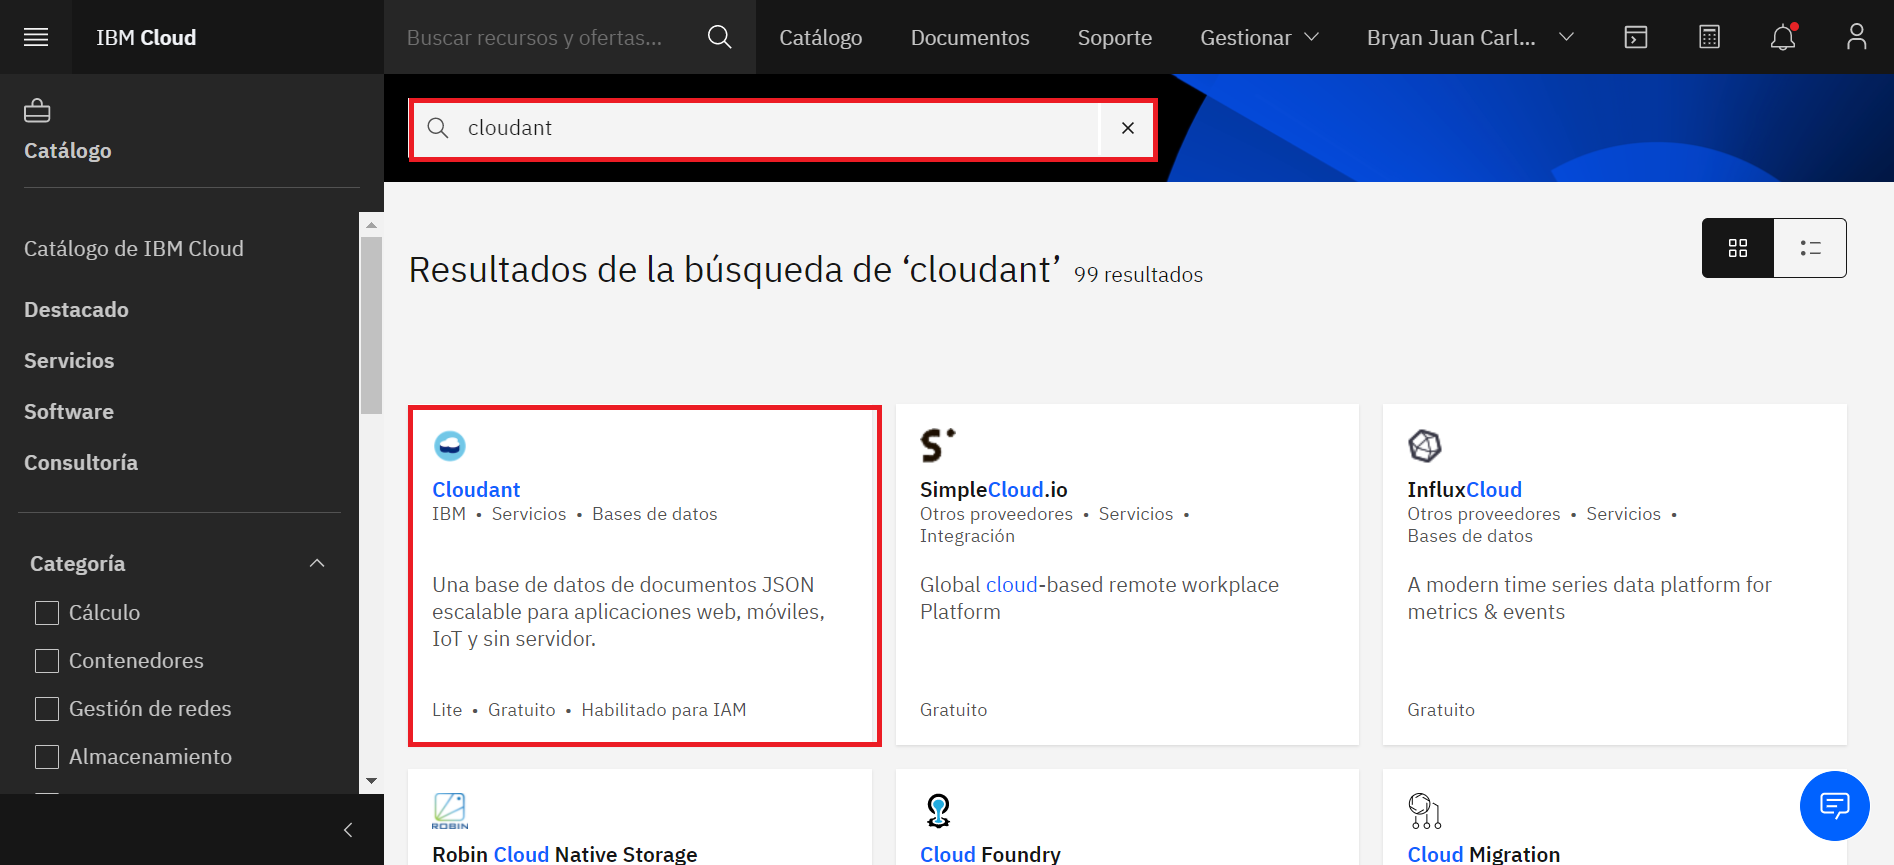 IBM Cloud
Buscar recursos y ofertas...
Catálogo
Documentos
Soporte
Gestionar
Bryan Juan Carl...
Catálogo
Catálogo de IBM Cloud
Destacado
Servicios
Software
Consultoría
Categoría
Cálculo
Contenedores
Gestión de redes
Almacenamiento
cloudant
Resultados de la búsqueda de ‘cloudant’ 99 resultados
Cloudant
IBM • Servicios • Bases de datos
Una base de datos de documentos JSON
escalable para aplicaciones web, móviles,
IoT y sin servidor.
Lite • Gratuito • Habilitado para IAM
SimpleCloud.io
Otros proveedores • Servicios •
Integración
Global cloud-based remote workplace
Platform
Gratuito
InfluxCloud
Otros proveedores • Servicios •
Bases de datos
A modern time series data platform for
metrics & events
Gratuito
ROBIN
Robin Cloud Native Storage
Cloud Foundry
Cloud Migration